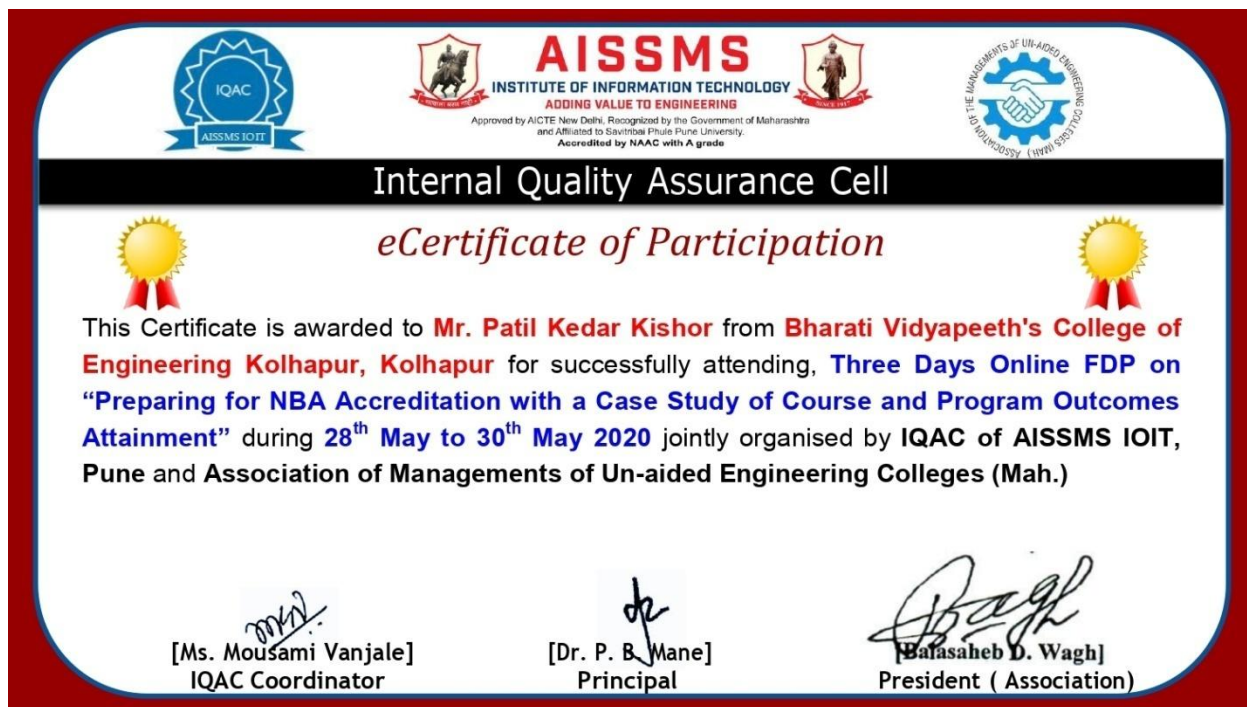 IQAC
AISSMS IOIT
AISSMS
INSTITUTE OF INFORMATION TECHNOLOGY
ADDING VALUE TO ENGINEERING
Approved by AICTE New Delhi, Recognized by the Government of Maharashtra
and Affiliated to Savitribai Phule Pune University.
Accredited by NAAC with A grade
SINCE 1917
ASSOCIATION OF THE MANAGEMENTS OF UN-AIDED ENGINEERING COLLEGES (MAH.)
Internal Quality Assurance Cell
eCertificate of Participation
This Certificate is awarded to Mr. Patil Kedar Kishor from Bharati Vidyapeeth's College of
Engineering Kolhapur, Kolhapur for successfully attending, Three Days Online FDP on
“Preparing for NBA Accreditation with a Case Study of Course and Program Outcomes
Attainment” during 28th May to 30th May 2020 jointly organised by IQAC of AISSMS IOIT,
Pune and Association of Managements of Un-aided Engineering Colleges (Mah.)
[Ms. Mousami Vanjale] [Dr. P. B. Mane] [Balasaheb D. Wagh]
IQAC Coordinator Principal President ( Association)